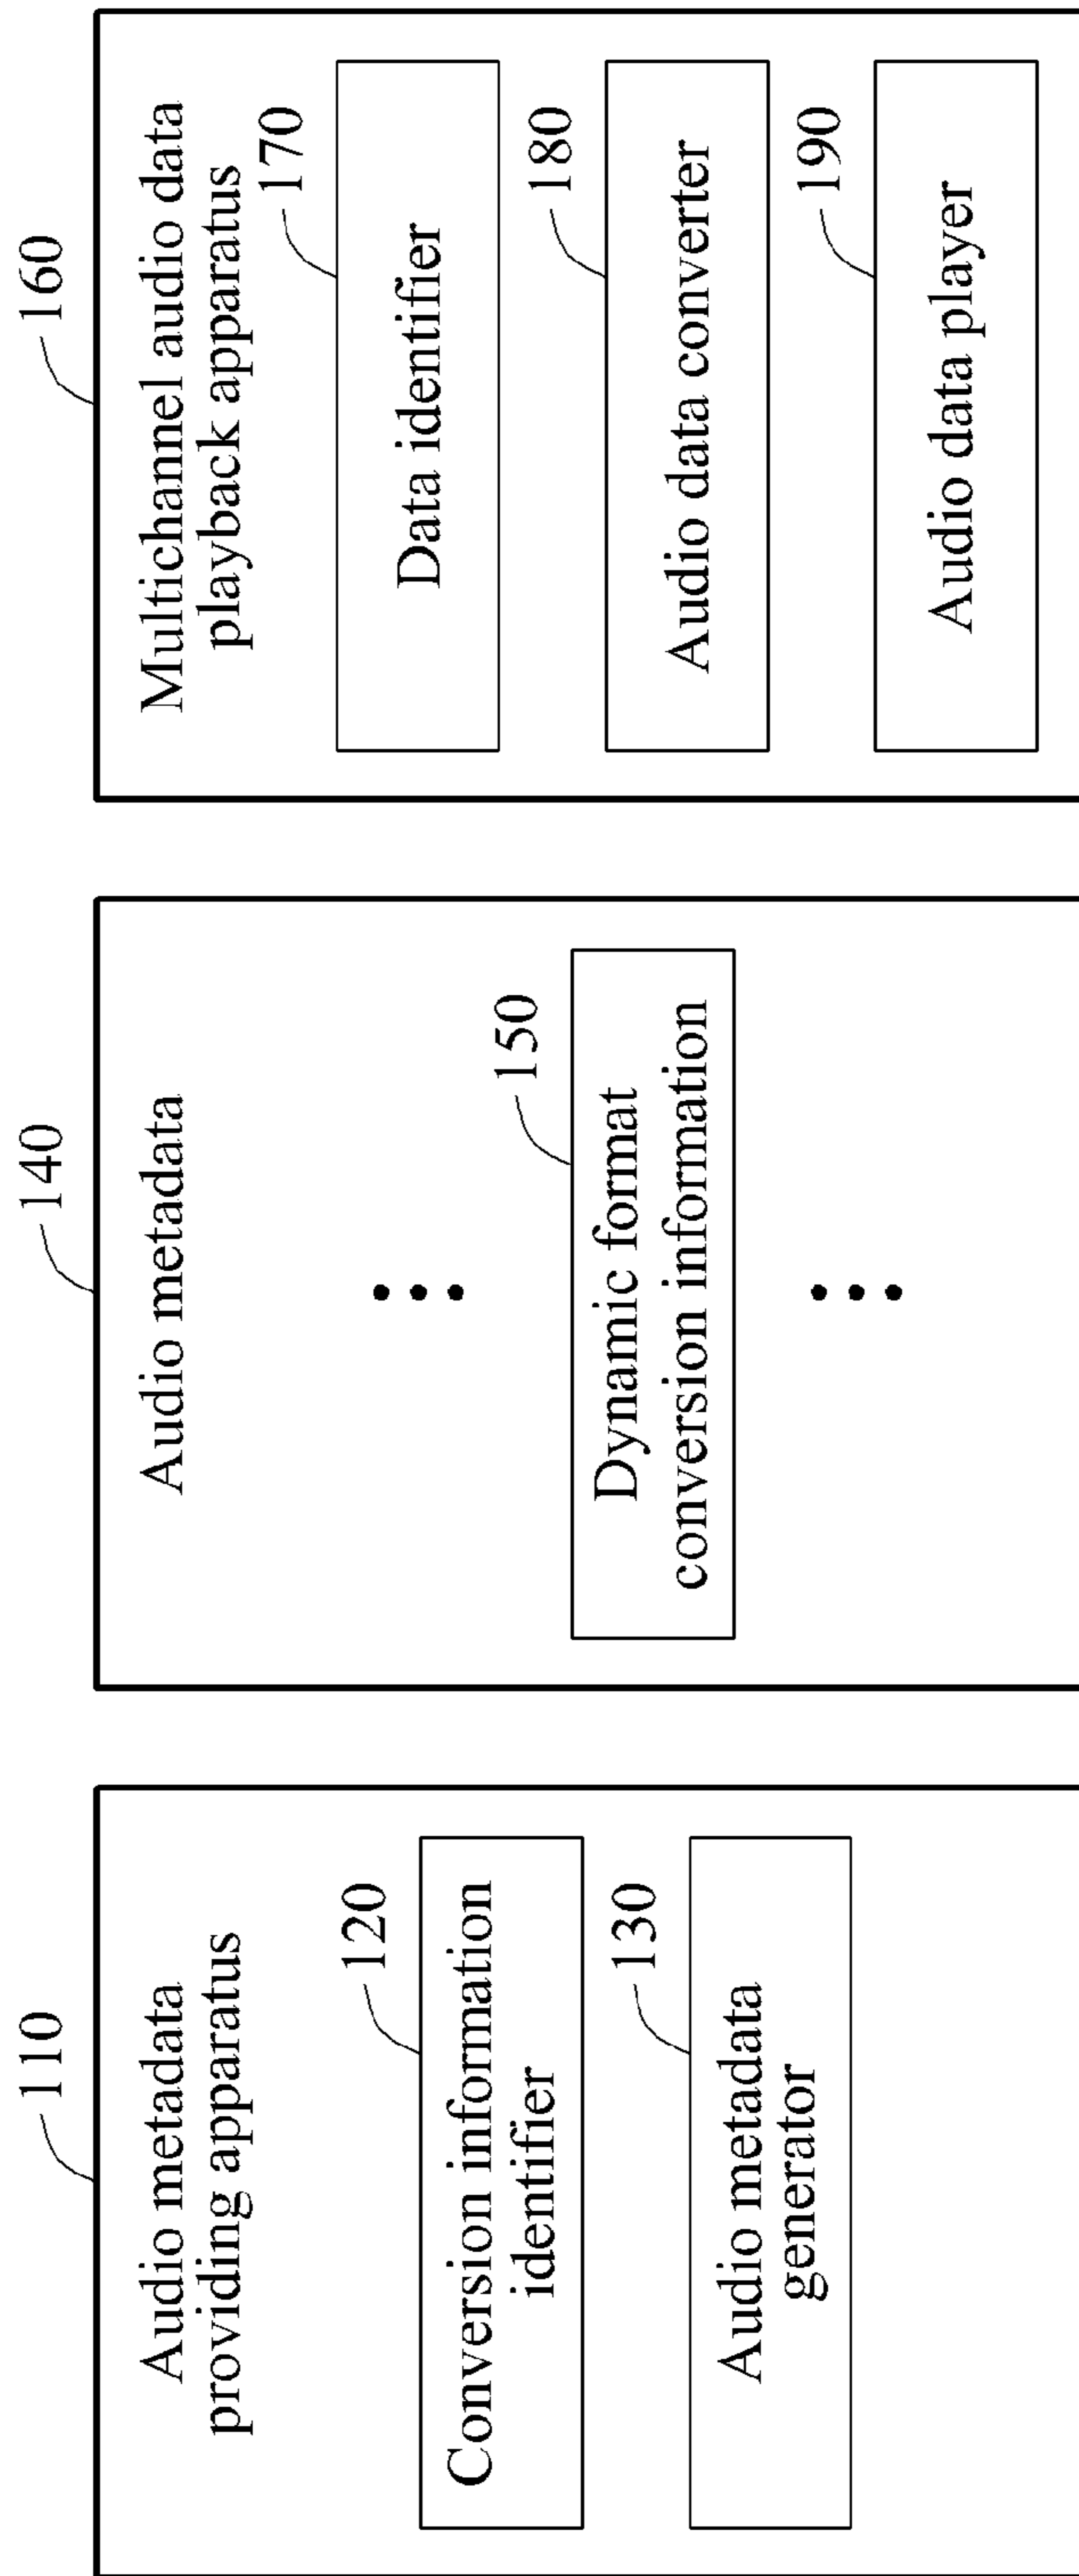 110
Audio metadata
providing apparatus
120
Conversion information
identifier
130
Audio metadata
generator
140
Audio metadata
150
Dynamic format
conversion information
160
Multichannel audio data
playback apparatus
170
Data identifier
180
Audio data converter
190
Audio data player